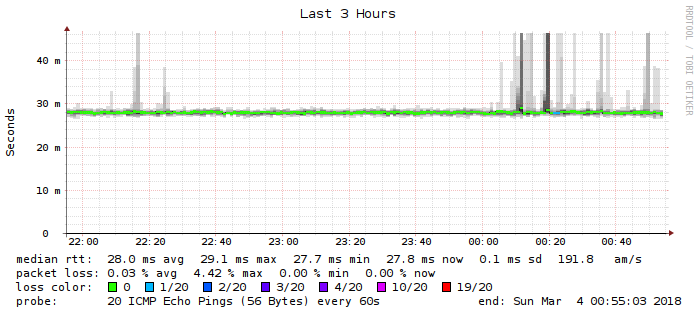 Last 3 Hours
RRDTOOL / TOBI OETIKER
Seconds
40 m
30 m
20 m
10 m
0
22:00 22:20 22:40 23:00 23:20 23:40 00:00 00:20 00:40
median rtt: 28.0 ms avg 29.1 ms max 27.7 ms min 27.8 ms now 0.1 ms sd 191.8 am/s
packet loss: 0.03 % avg 4.42 % max 0.00 % min 0.00 % now
loss color: 0 1/20 2/20 3/20 4/20 10/20 19/20
probe: 20 ICMP Echo Pings (56 Bytes) every 60s end: Sun Mar 4 00:55:03 2018